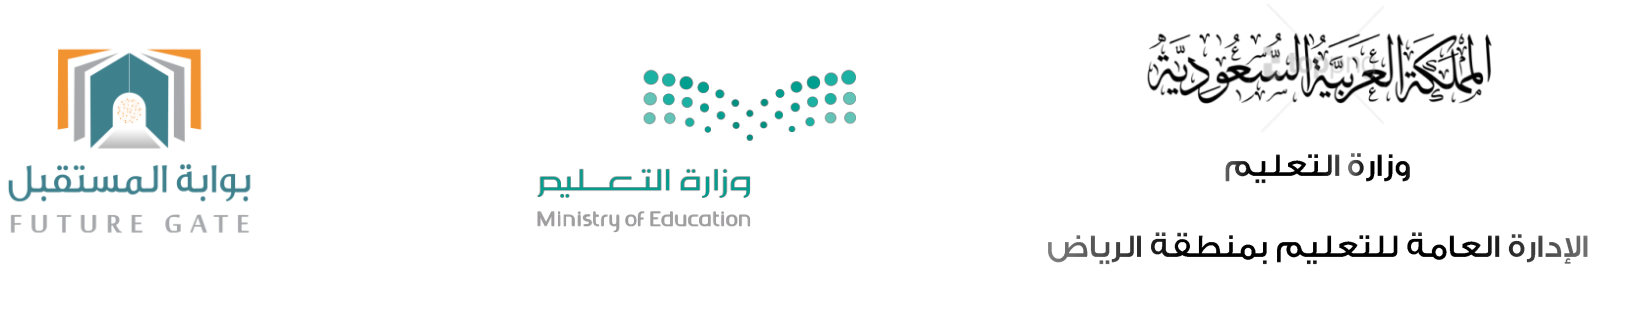 المملكة العربية السعودية
وزارة التعليم
الإدارة العامة للتعليم بمنطقة الرياض
وزارة التعليم
Ministry of Education
بوابة المستقبل
FUTURE GATE